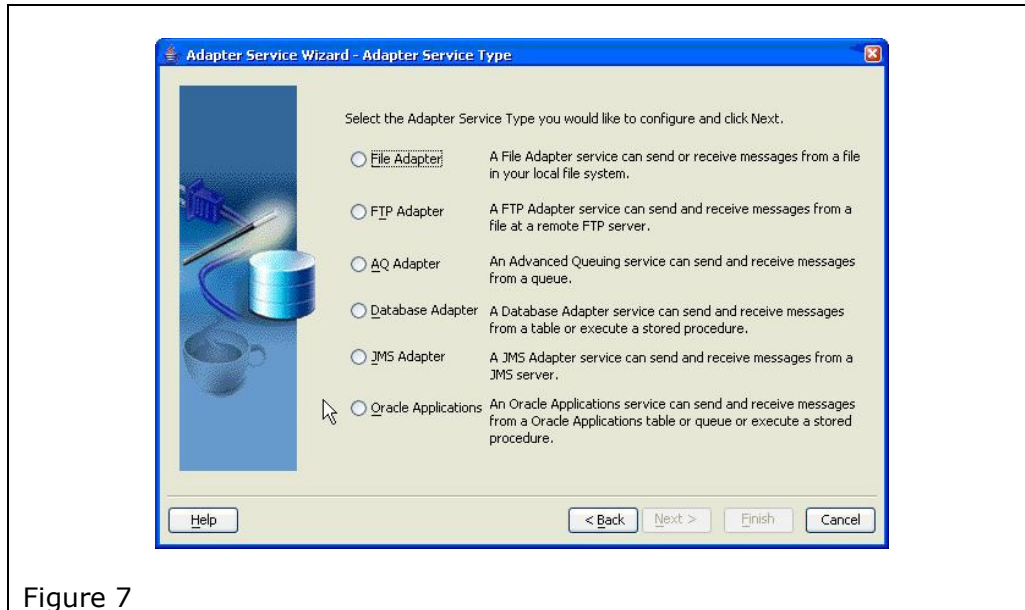 Adapter Service Wizard - Adapter Service Type
Select the Adapter Service Type you would like to configure and click Next.
File Adapter
A File Adapter service can send or receive messages from a file
in your local file system.
FTP Adapter
A FTP Adapter service can send and receive messages from a
file at a remote FTP server.
AQ Adapter
An Advanced Queuing service can send and receive messages
from a queue.
Database Adapter
A Database Adapter service can send and receive messages
from a table or execute a stored procedure.
JMS Adapter
A JMS Adapter service can send and receive messages from a
JMS server.
Oracle Applications
An Oracle Applications service can send and receive messages
from a Oracle Applications table or queue or execute a stored
procedure.
Help
< Back
Next >
Finish
Cancel
Figure 7